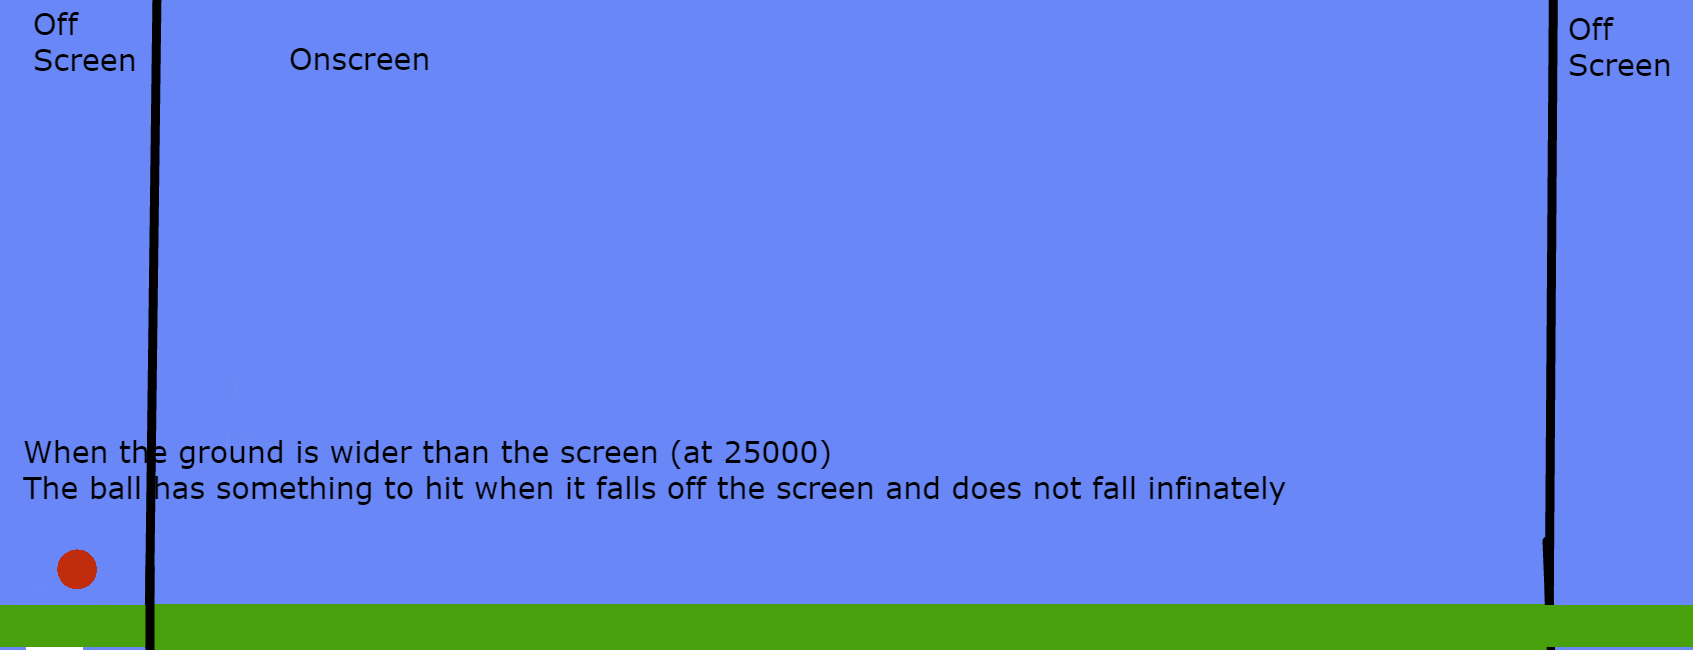 Off
Screen
Onscreen
Off
Screen
When the ground is wider than the screen (at 25000)
The ball has something to hit when it falls off the screen and does not fall infinately